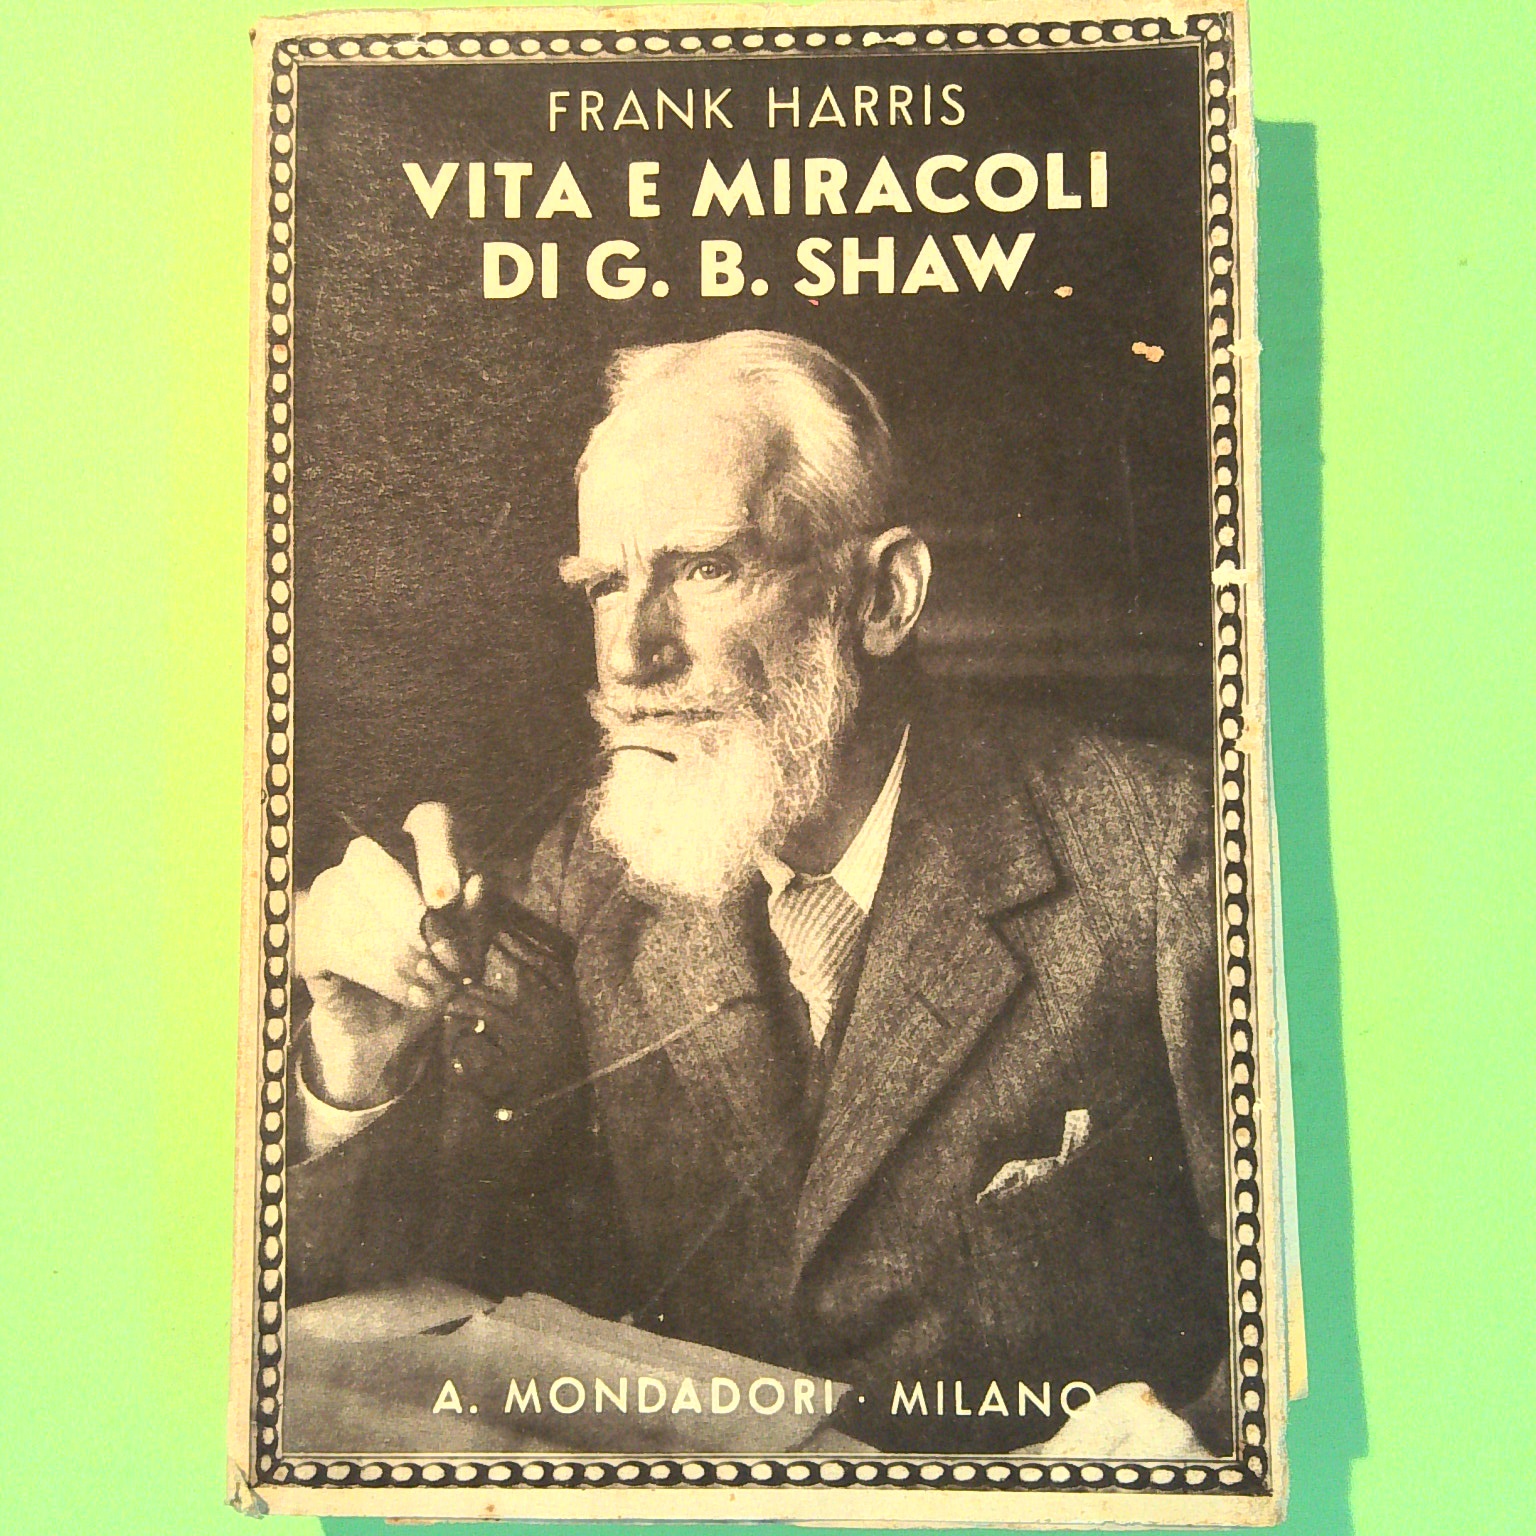 FRANK HARRIS
VITA E MIRACOLI
DI G. B. SHAW
A. MONDADORI · MILANO